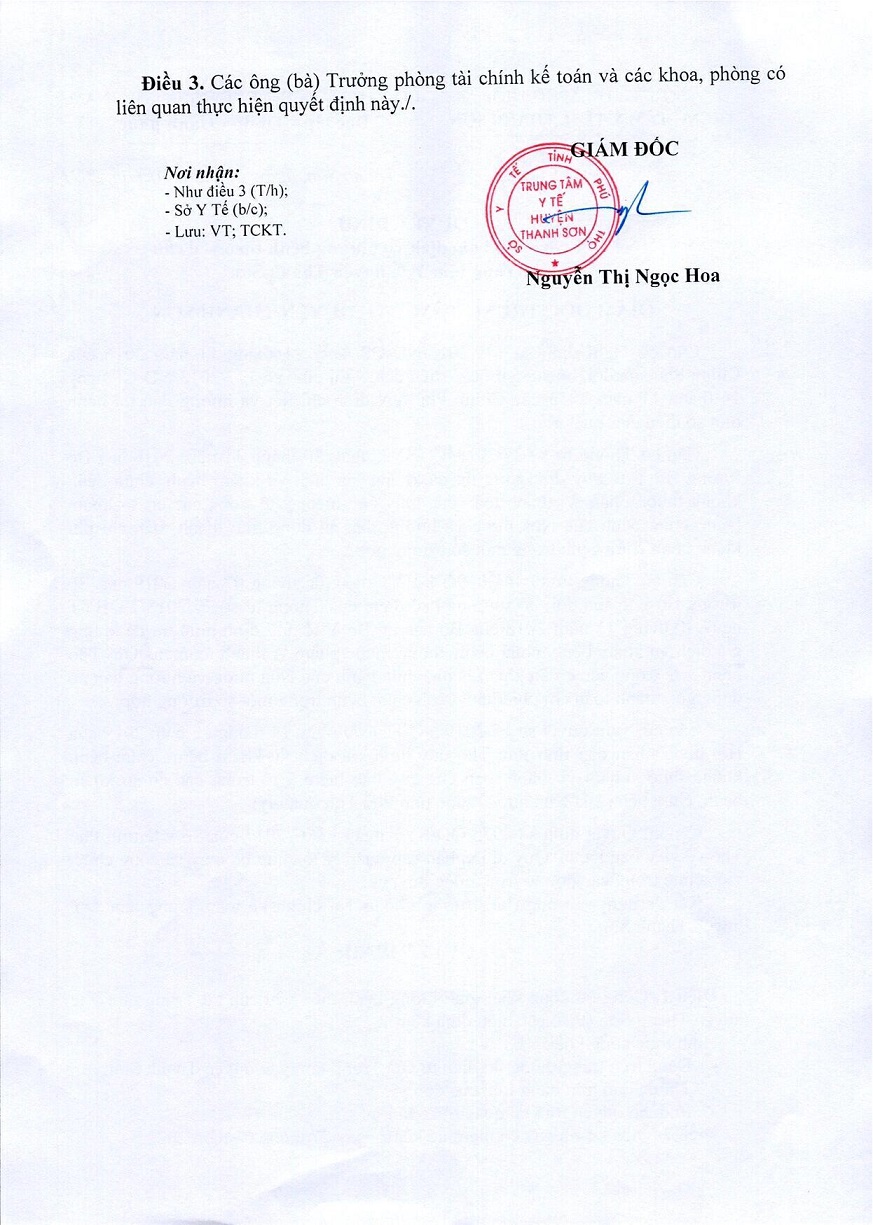 Điều 3. Các ông (bà) Trưởng phòng tài chính kế toán và các khoa, phòng có
liên quan thực hiện quyết định này./.
GIÁM ĐỐC
Nơi nhận:
- Như điều 3 (T/h);
- Sở Y Tế (b/c);
- Lưu: VT; TCKT.
SỞ Y TẾ TỈNH PHÚ THỌ
TRUNG TÂM
Y TẾ
HUYỆN
THANH SƠN
Nguyễn Thị Ngọc Hoa